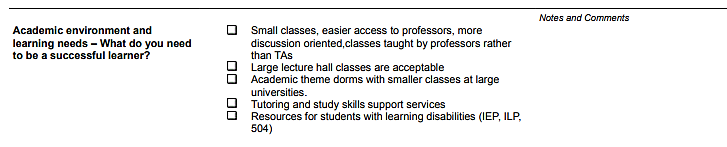 Notes and Comments
Academic environment and
learning needs – What do you need
to be a successful learner?
❑ Small classes, easier access to professors, more
discussion oriented,classes taught by professors rather
than TAs
❑ Large lecture hall classes are acceptable
❑ Academic theme dorms with smaller classes at large
universities.
❑ Tutoring and study skills support services
❑ Resources for students with learning disabilities (IEP, ILP,
504)